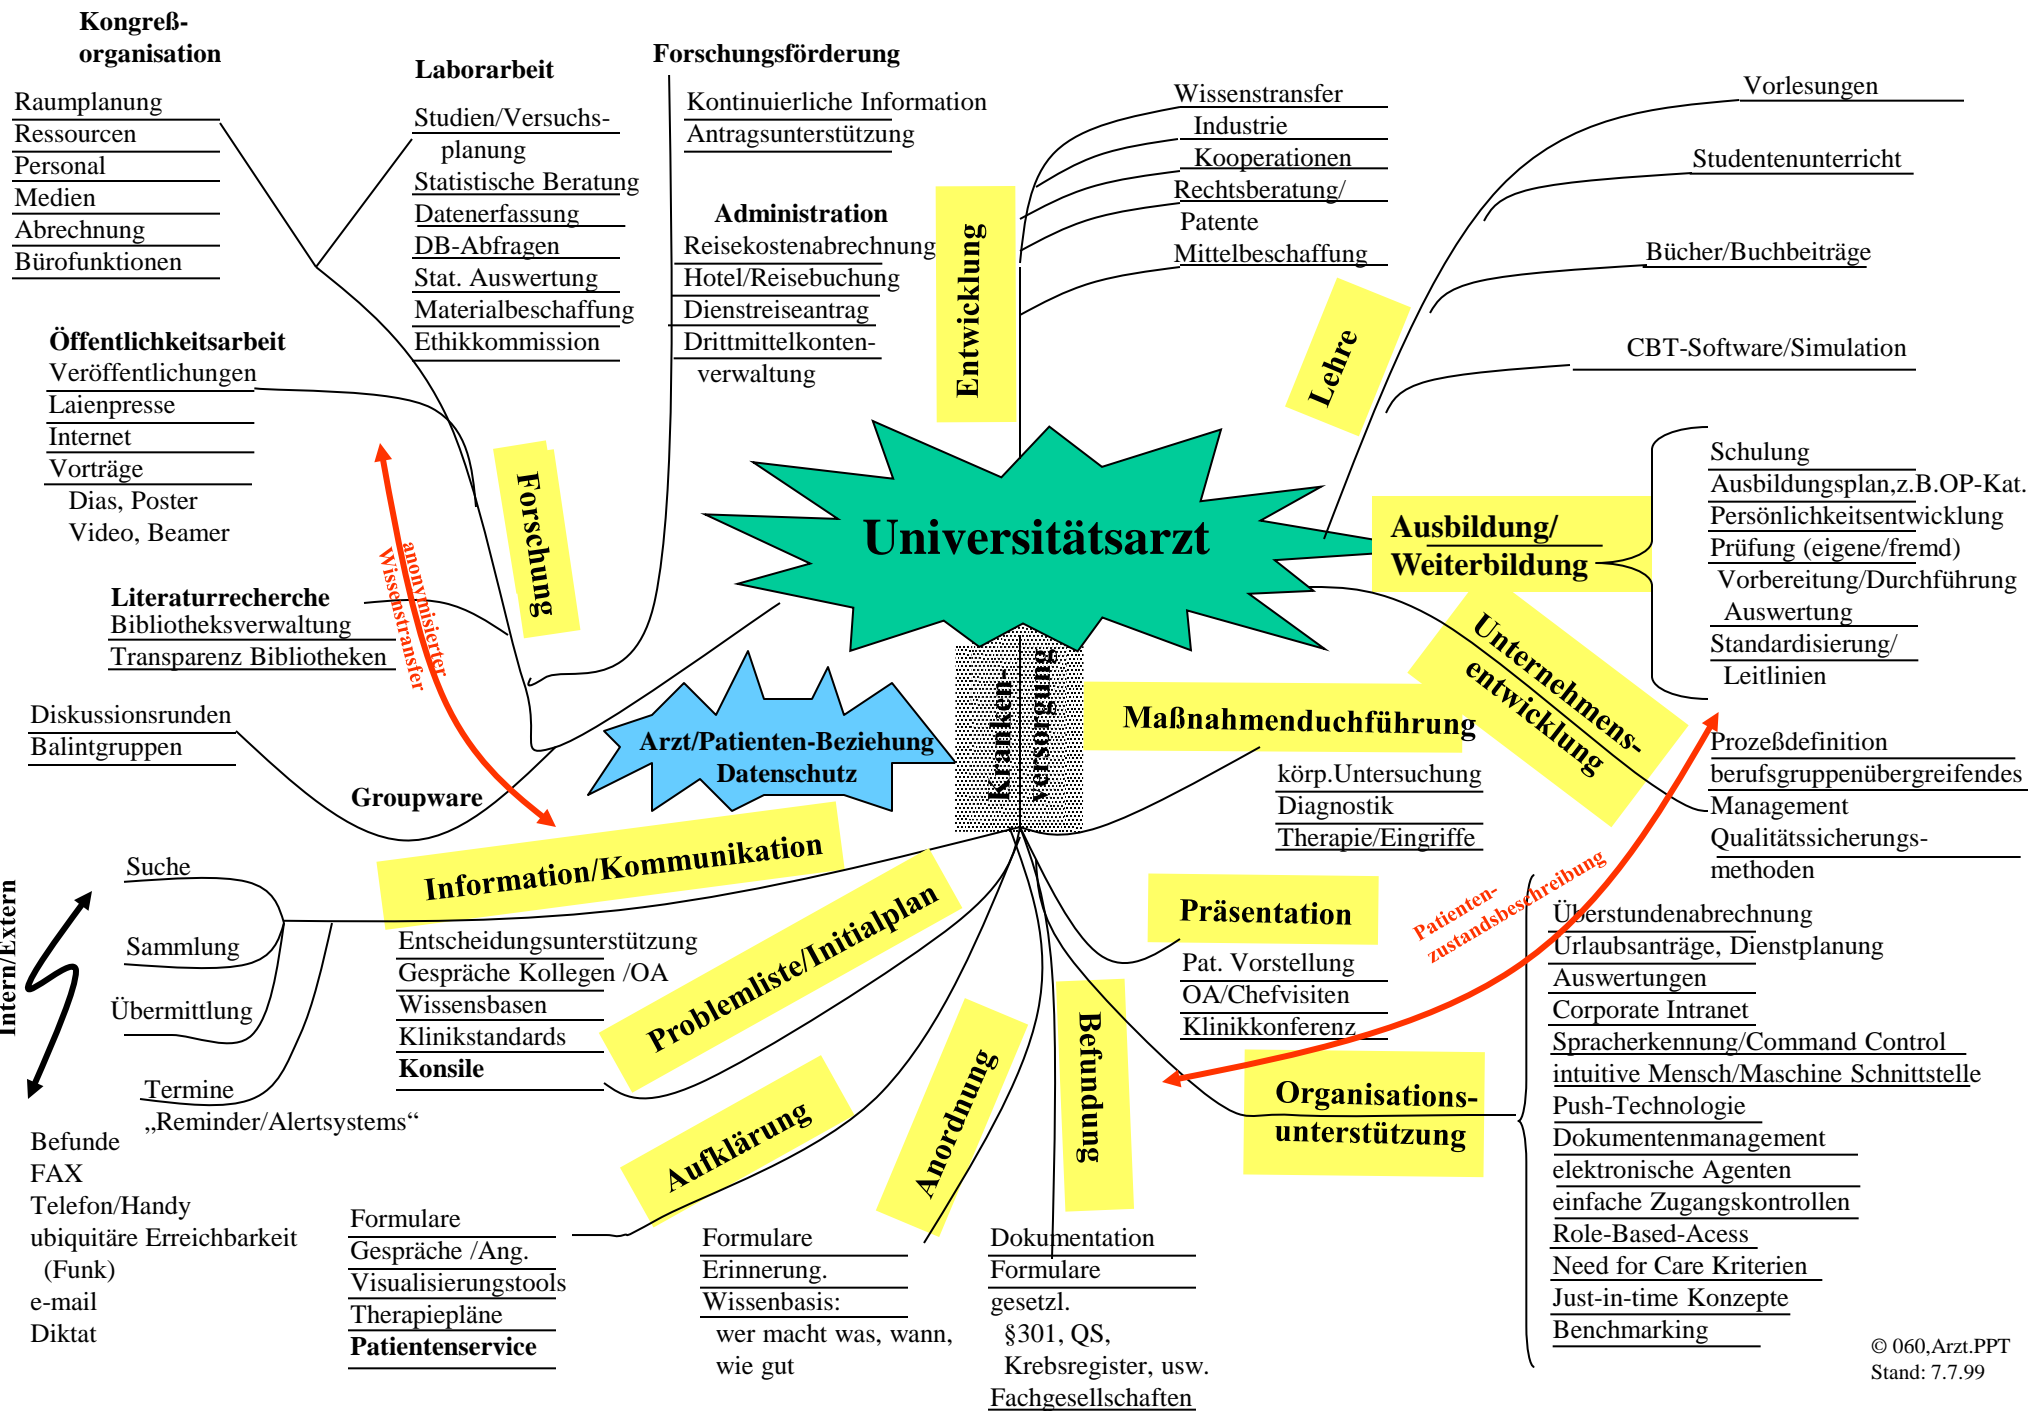 Kongreß-
organisation
Raumplanung
Ressourcen
Personal
Medien
Abrechnung
Bürofunktionen
Laborarbeit
Studien/Versuchs-
planung
Statistische Beratung
Datenerfassung
DB-Abfragen
Stat. Auswertung
Materialbeschaffung
Ethikkommission
Forschungsförderung
Kontinuierliche Information
Antragsunterstützung
Administration
Reisekostenabrechnung
Hotel/Reisebuchung
Dienstreiseantrag
Drittmittelkonten-
verwaltung
Entwicklung
Wissenstransfer
Industrie
Kooperationen
Rechtsberatung/
Patente
Mittelbeschaffung
Lehre
Vorlesungen
Studentenunterricht
Bücher/Buchbeiträge
CBT-Software/Simulation
Öffentlichkeitsarbeit
Veröffentlichungen
Laienpresse
Internet
Vorträge
Dias, Poster
Video, Beamer
Forschung
anonymisierter
Wissenstransfer
Literaturrecherche
Bibliotheksverwaltung
Transparenz Bibliotheken
Diskussionsrunden
Balintgruppen
Groupware
Universitätsarzt
Ausbildung/
Weiterbildung
Schulung
Ausbildungsplan,z.B.OP-Kat.
Persönlichkeitsentwicklung
Prüfung (eigene/fremd)
Vorbereitung/Durchführung
Auswertung
Standardisierung/
Leitlinien
Unternehmens-
entwicklung
Prozeßdefinition
berufsgruppenübergreifendes
Management
Qualitätssicherungs-
methoden
Arzt/Patienten-Beziehung
Datenschutz
Kranken-
versorgung
Maßnahmenduchführung
körp.Untersuchung
Diagnostik
Therapie/Eingriffe
Information/Kommunikation
Suche
Sammlung
Übermittlung
Termine
„Reminder/Alertsystems“
Intern/Extern
Befunde
FAX
Telefon/Handy
ubiquitäre Erreichbarkeit
(Funk)
e-mail
Diktat
Problemliste/Initialplan
Entscheidungsunterstützung
Gespräche Kollegen /OA
Wissensbasen
Klinikstandards
Konsile
Aufklärung
Formulare
Gespräche /Ang.
Visualisierungstools
Therapiepläne
Patientenservice
Anordnung
Formulare
Erinnerung.
Wissenbasis:
wer macht was, wann,
wie gut
Befundung
Dokumentation
Formulare
gesetzl.
§301, QS,
Krebsregister, usw.
Fachgesellschaften
Präsentation
Pat. Vorstellung
OA/Chefvisiten
Klinikkonferenz
Patienten-
zustandsbeschreibung
Organisations-
unterstützung
Überstundenabrechnung
Urlaubsanträge, Dienstplanung
Auswertungen
Corporate Intranet
Spracherkennung/Command Control
intuitive Mensch/Maschine Schnittstelle
Push-Technologie
Dokumentenmanagement
elektronische Agenten
einfache Zugangskontrollen
Role-Based-Acess
Need for Care Kriterien
Just-in-time Konzepte
Benchmarking
© 060,Arzt.PPT
Stand: 7.7.99